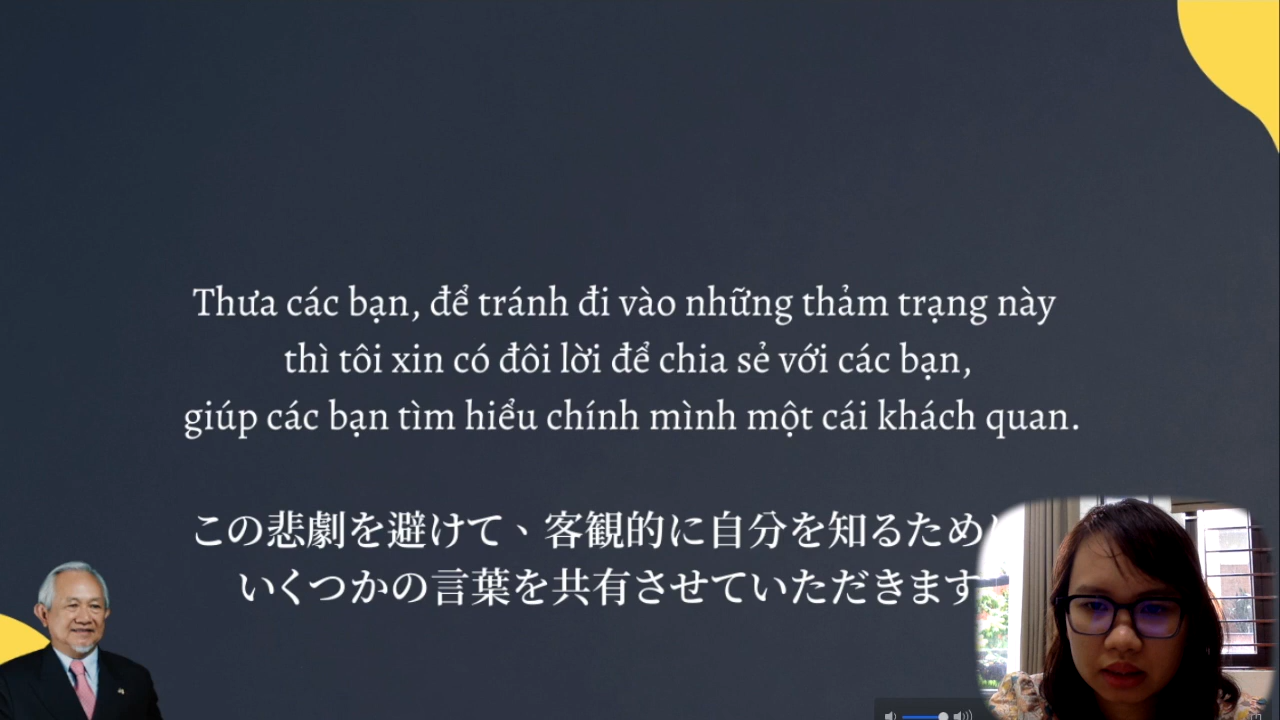 Thưa các bạn, để tránh đi vào những thảm trạng này
thì tôi xin có đôi lời để chia sẻ với các bạn,
giúp các bạn tìm hiểu chính mình một cái khách quan.
この悲劇を避けて、客観的に自分を知るため
いくつかの言葉を共有させていただきます